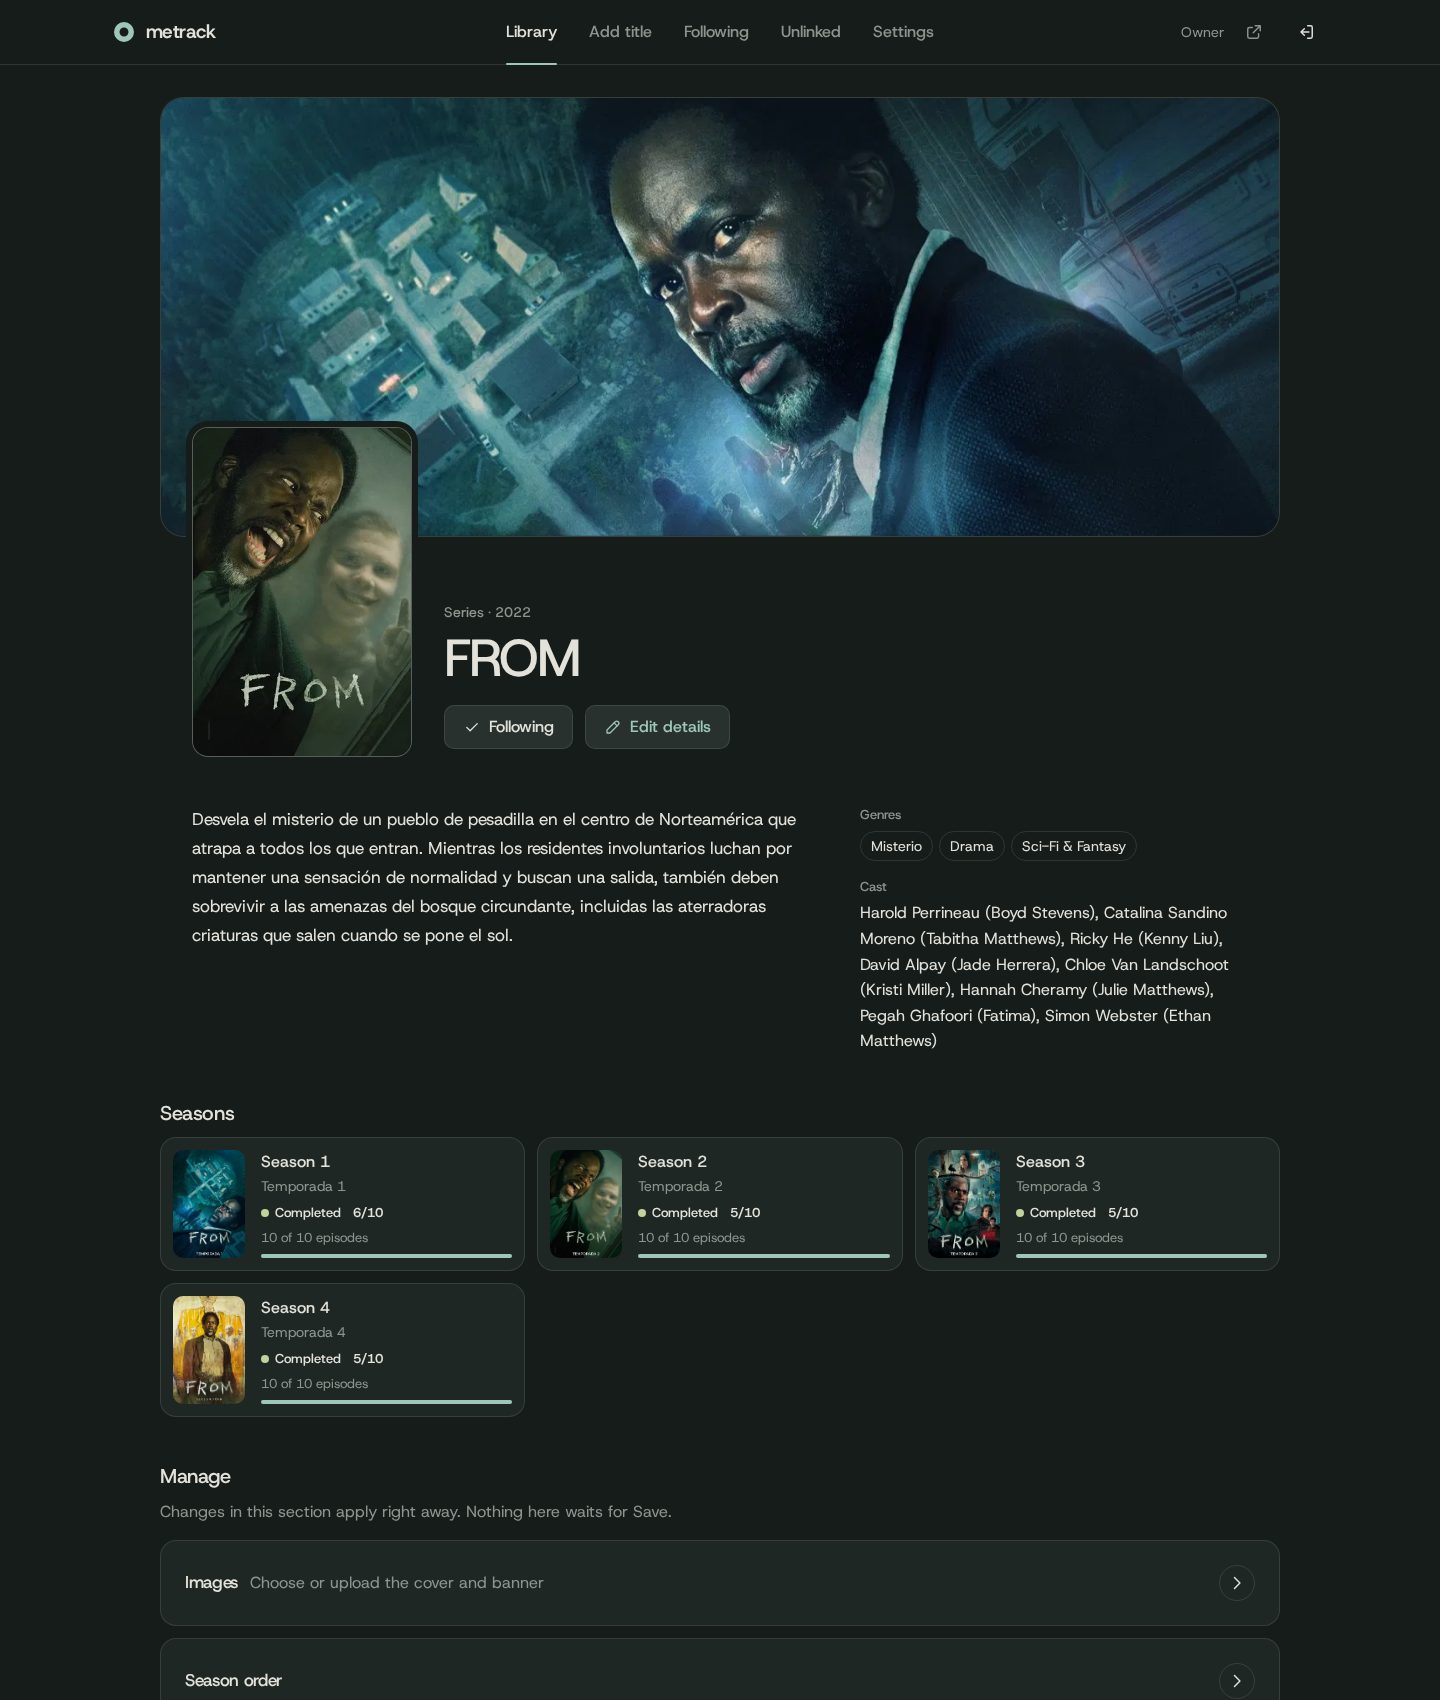 metrack
Library
Add title
Following
Unlinked
Settings
Owner
FROM
Series · 2022
FROM
Following
Edit details
Desvela el misterio de un pueblo de pesadilla en el centro de Norteamérica que
atrapa a todos los que entran. Mientras los residentes involuntarios luchan por
mantener una sensación de normalidad y buscan una salida, también deben
sobrevivir a las amenazas del bosque circundante, incluidas las aterradoras
criaturas que salen cuando se pone el sol.
Genres
Misterio
Drama
Sci-Fi & Fantasy
Cast
Harold Perrineau (Boyd Stevens), Catalina Sandino
Moreno (Tabitha Matthews), Ricky He (Kenny Liu),
David Alpay (Jade Herrera), Chloe Van Landschoot
(Kristi Miller), Hannah Cheramy (Julie Matthews),
Pegah Ghafoori (Fatima), Simon Webster (Ethan
Matthews)
Seasons
FROM
TEMPORADA 1
Season 1
Temporada 1
Completed 6/10
10 of 10 episodes
FROM
TEMPORADA 2
Season 2
Temporada 2
Completed 5/10
10 of 10 episodes
FROM
TEMPORADA 3
Season 3
Temporada 3
Completed 5/10
10 of 10 episodes
FROM
Season 4
Temporada 4
Completed 5/10
10 of 10 episodes
Manage
Changes in this section apply right away. Nothing here waits for Save.
Images Choose or upload the cover and banner
Season order